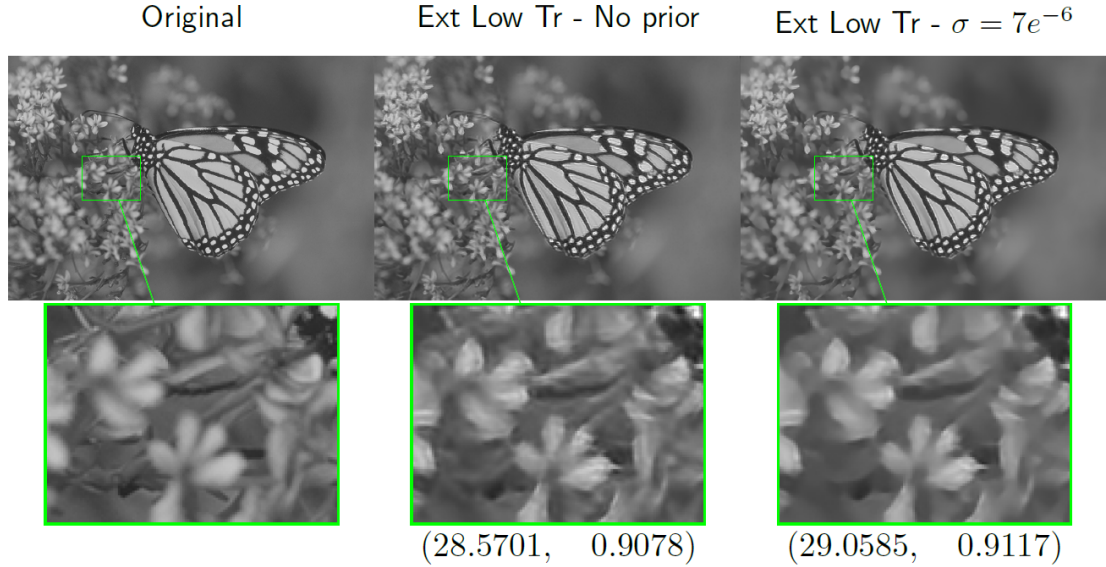 Original Ext Low Tr - No prior Ext Low Tr - σ = 7e⁻⁶
(28.5701, 0.9078) (29.0585, 0.9117)